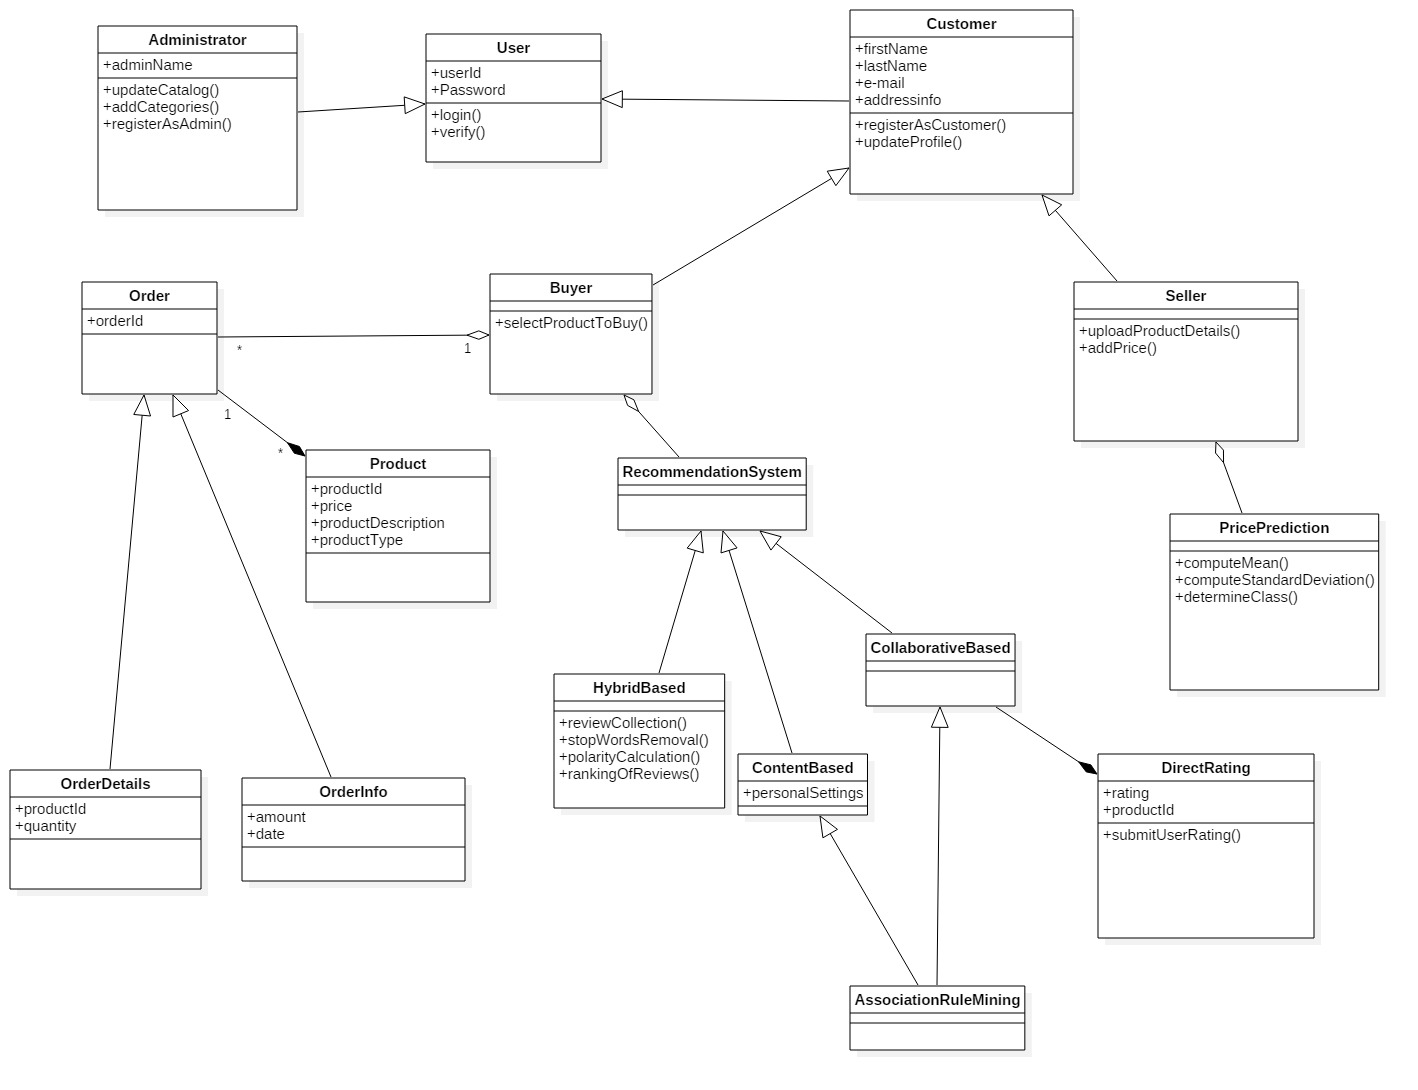 Administrator
+adminName
+updateCatalog()
+addCategories()
+registerAsAdmin()
User
+userId
+Password
+login()
+verify()
Customer
+firstName
+lastName
+e-mail
+addressinfo
+registerAsCustomer()
+updateProfile()
Order
+orderId
*
1
Buyer
+selectProductToBuy()
Seller
+uploadProductDetails()
+addPrice()
1
*
Product
+productId
+price
+productDescription
+productType
RecommendationSystem
PricePrediction
+computeMean()
+computeStandardDeviation()
+determineClass()
CollaborativeBased
HybridBased
+reviewCollection()
+stopWordsRemoval()
+polarityCalculation()
+rankingOfReviews()
ContentBased
+personalSettings
DirectRating
+rating
+productId
+submitUserRating()
OrderDetails
+productId
+quantity
OrderInfo
+amount
+date
AssociationRuleMining